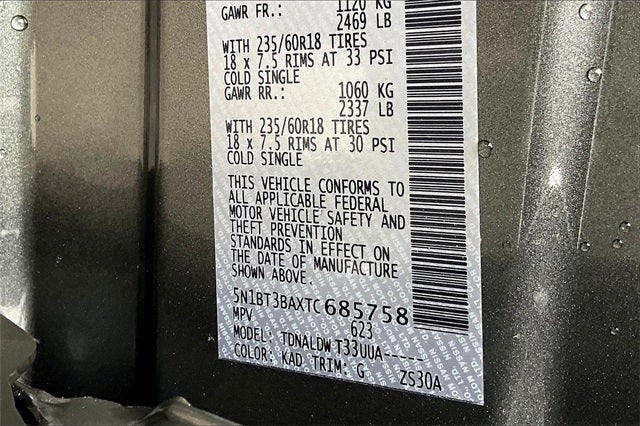 GAWR FR.: 1120 KG
2469 LB
WITH 235/60R18 TIRES
18 x 7.5 RIMS AT 33 PSI
COLD SINGLE
GAWR RR.: 1060 KG
2337 LB
WITH 235/60R18 TIRES
18 x 7.5 RIMS AT 30 PSI
COLD SINGLE
THIS VEHICLE CONFORMS TO
ALL APPLICABLE FEDERAL
MOTOR VEHICLE SAFETY AND
THEFT PREVENTION
STANDARDS IN EFFECT ON
THE DATE OF MANUFACTURE
SHOWN ABOVE.
5N1BT3BAXTC685758
MPV 623
MODEL: TDNALDW T33UUA-----
COLOR: KAD TRIM: G ZS30A